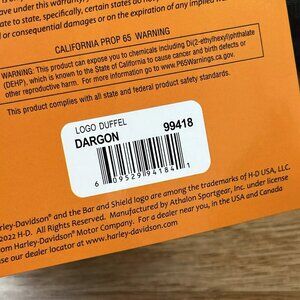 ave under this warranty,
ate to state, specifically, certain states do not
l or consequential damages or on the expiration of any implied
CALIFORNIA PROP 65 WARNING
WARNING: This product can expose you to chemicals including Di(2-ethylhexyl)phthalate
(DEHP), which is known to the State of California to cause cancer and birth defects or
other reproductive harm. For more information go to www.P65Warnings.ca.gov.
This product complies with all state and federal product safety standards.
LOGO DUFFEL
DARGON 99418
6 09529 94184 1
arley-Davidson® and the Bar and Shield logo are among the trademarks of H-D USA, LLC.
2022 H-D. All Rights Reserved. Manufactured by Athalon Sportgear, Inc. under license
om Harley-Davidson® Motor Company. For a dealer near you, in the USA and Canada
se our dealer locator at www.harley-davidson.com